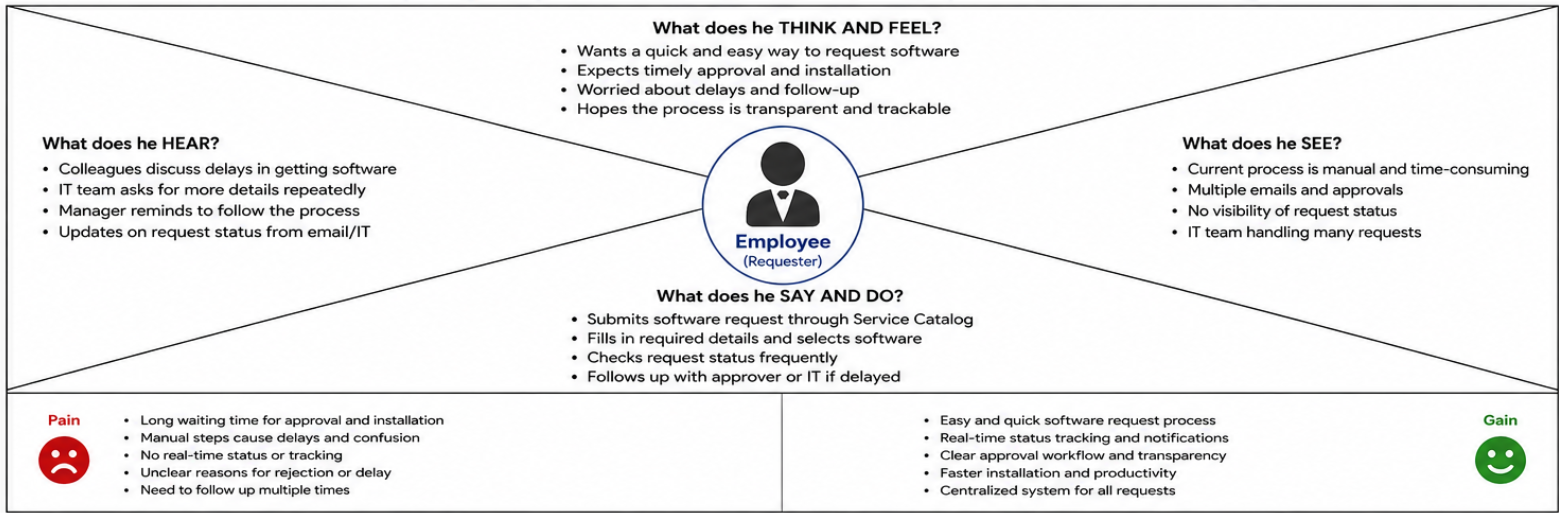 What does he THINK AND FEEL?
• Wants a quick and easy way to request software
• Expects timely approval and installation
• Worried about delays and follow-up
• Hopes the process is transparent and trackable
What does he HEAR?
• Colleagues discuss delays in getting software
• IT team asks for more details repeatedly
• Manager reminds to follow the process
• Updates on request status from email/IT
Employee
(Requester)
What does he SEE?
• Current process is manual and time-consuming
• Multiple emails and approvals
• No visibility of request status
• IT team handling many requests
What does he SAY AND DO?
• Submits software request through Service Catalog
• Fills in required details and selects software
• Checks request status frequently
• Follows up with approver or IT if delayed
Pain
• Long waiting time for approval and installation
• Manual steps cause delays and confusion
• No real-time status or tracking
• Unclear reasons for rejection or delay
• Need to follow up multiple times
• Easy and quick software request process
• Real-time status tracking and notifications
• Clear approval workflow and transparency
• Faster installation and productivity
• Centralized system for all requests
Gain